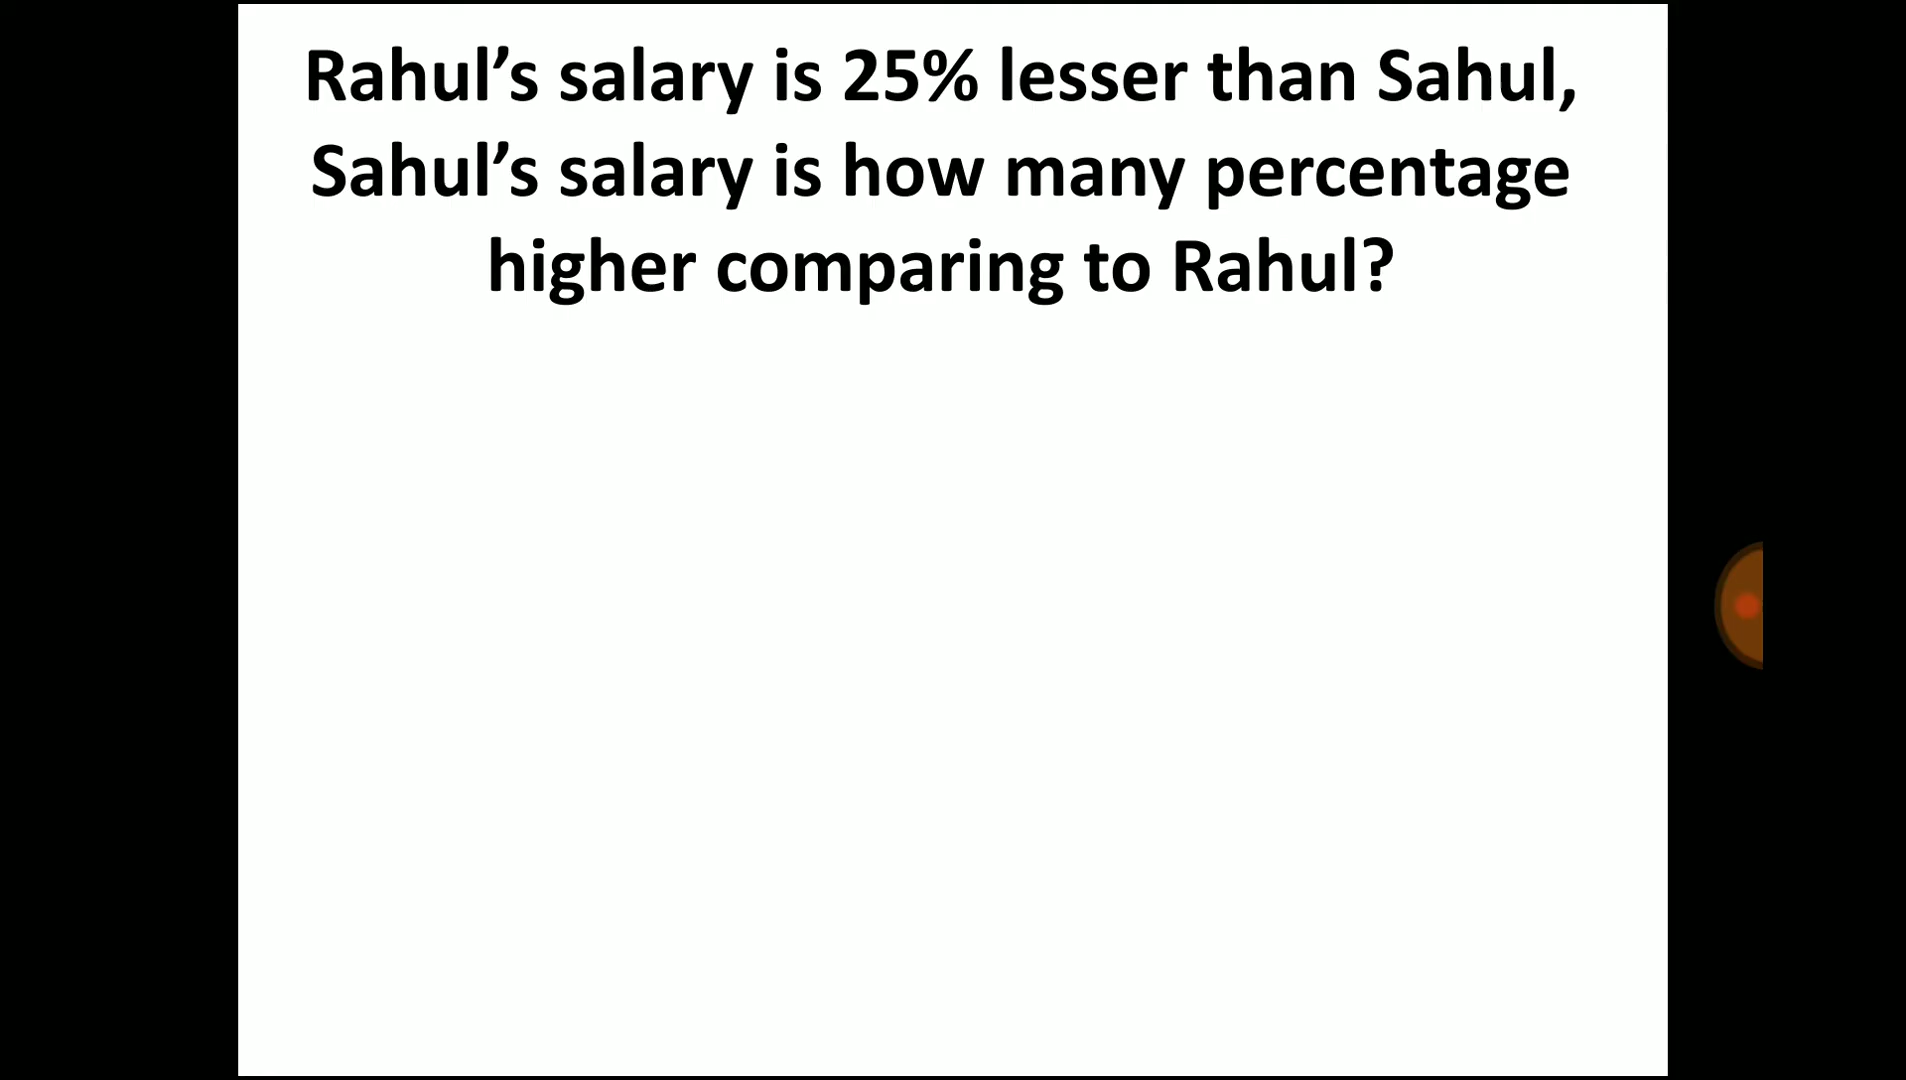 Rahul’s salary is 25% lesser than Sahul,
Sahul’s salary is how many percentage
higher comparing to Rahul?